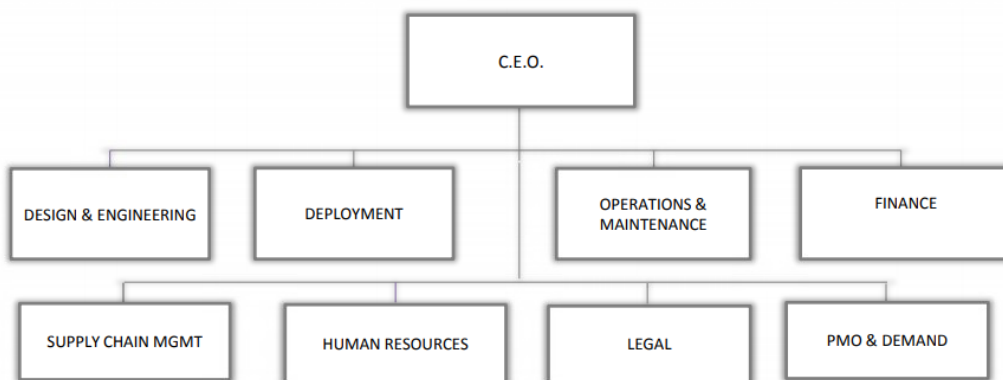 C.E.O.
DESIGN & ENGINEERING
DEPLOYMENT
OPERATIONS &
MAINTENANCE
FINANCE
SUPPLY CHAIN MGMT
HUMAN RESOURCES
LEGAL
PMO & DEMAND